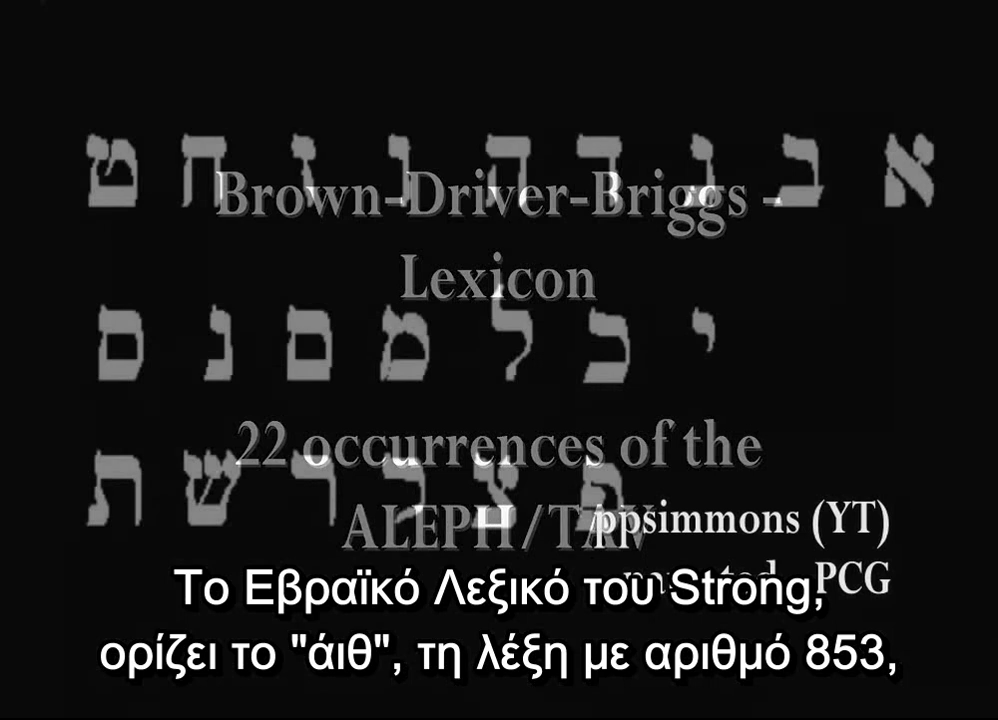 א ב ג ד ה ו ז ח ט
Brown-Driver-Briggs -
Lexicon
י כ ל מ ם נ ס
22 occurrences of the
פ צ ק ר ש ת
ALEPH/TAV
ppsimmons (YT)
PCG
Το Εβραϊκό Λεξικό του Strong,
ορίζει το "άιθ", τη λέξη με αριθμό 853,